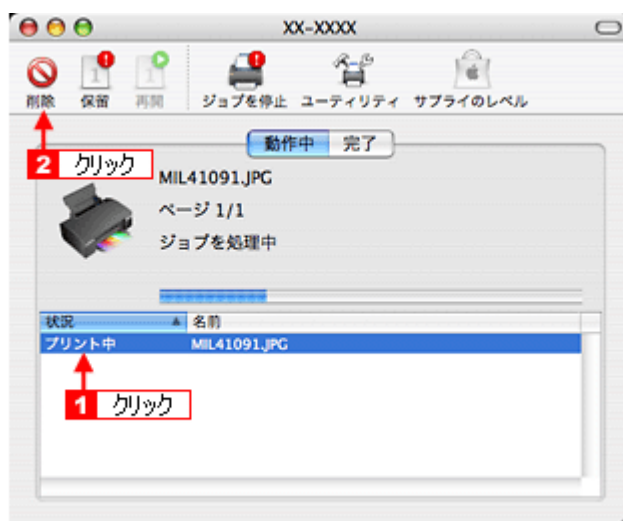 XX-XXXX
削除 保留 再開 ジョブを停止 ユーティリティ サプライのレベル
動作中 完了
2 クリック
MIL41091.JPG
ページ 1/1
ジョブを処理中
状況 名前
プリント中 MIL41091.JPG
1 クリック